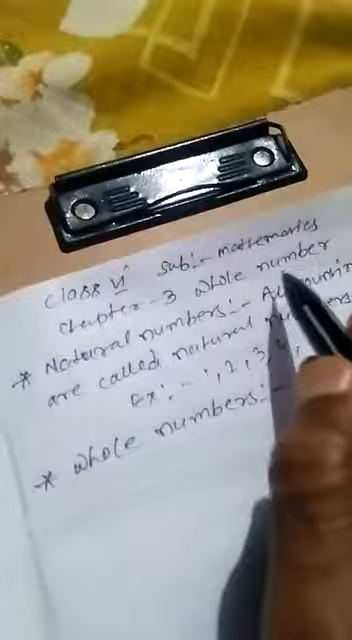 Class VI Sub:- mathematics
Chapter-3 whole number
* Natural numbers:- All
are called natural
Ex:- 1, 2, 3,
* Whole numbers:-